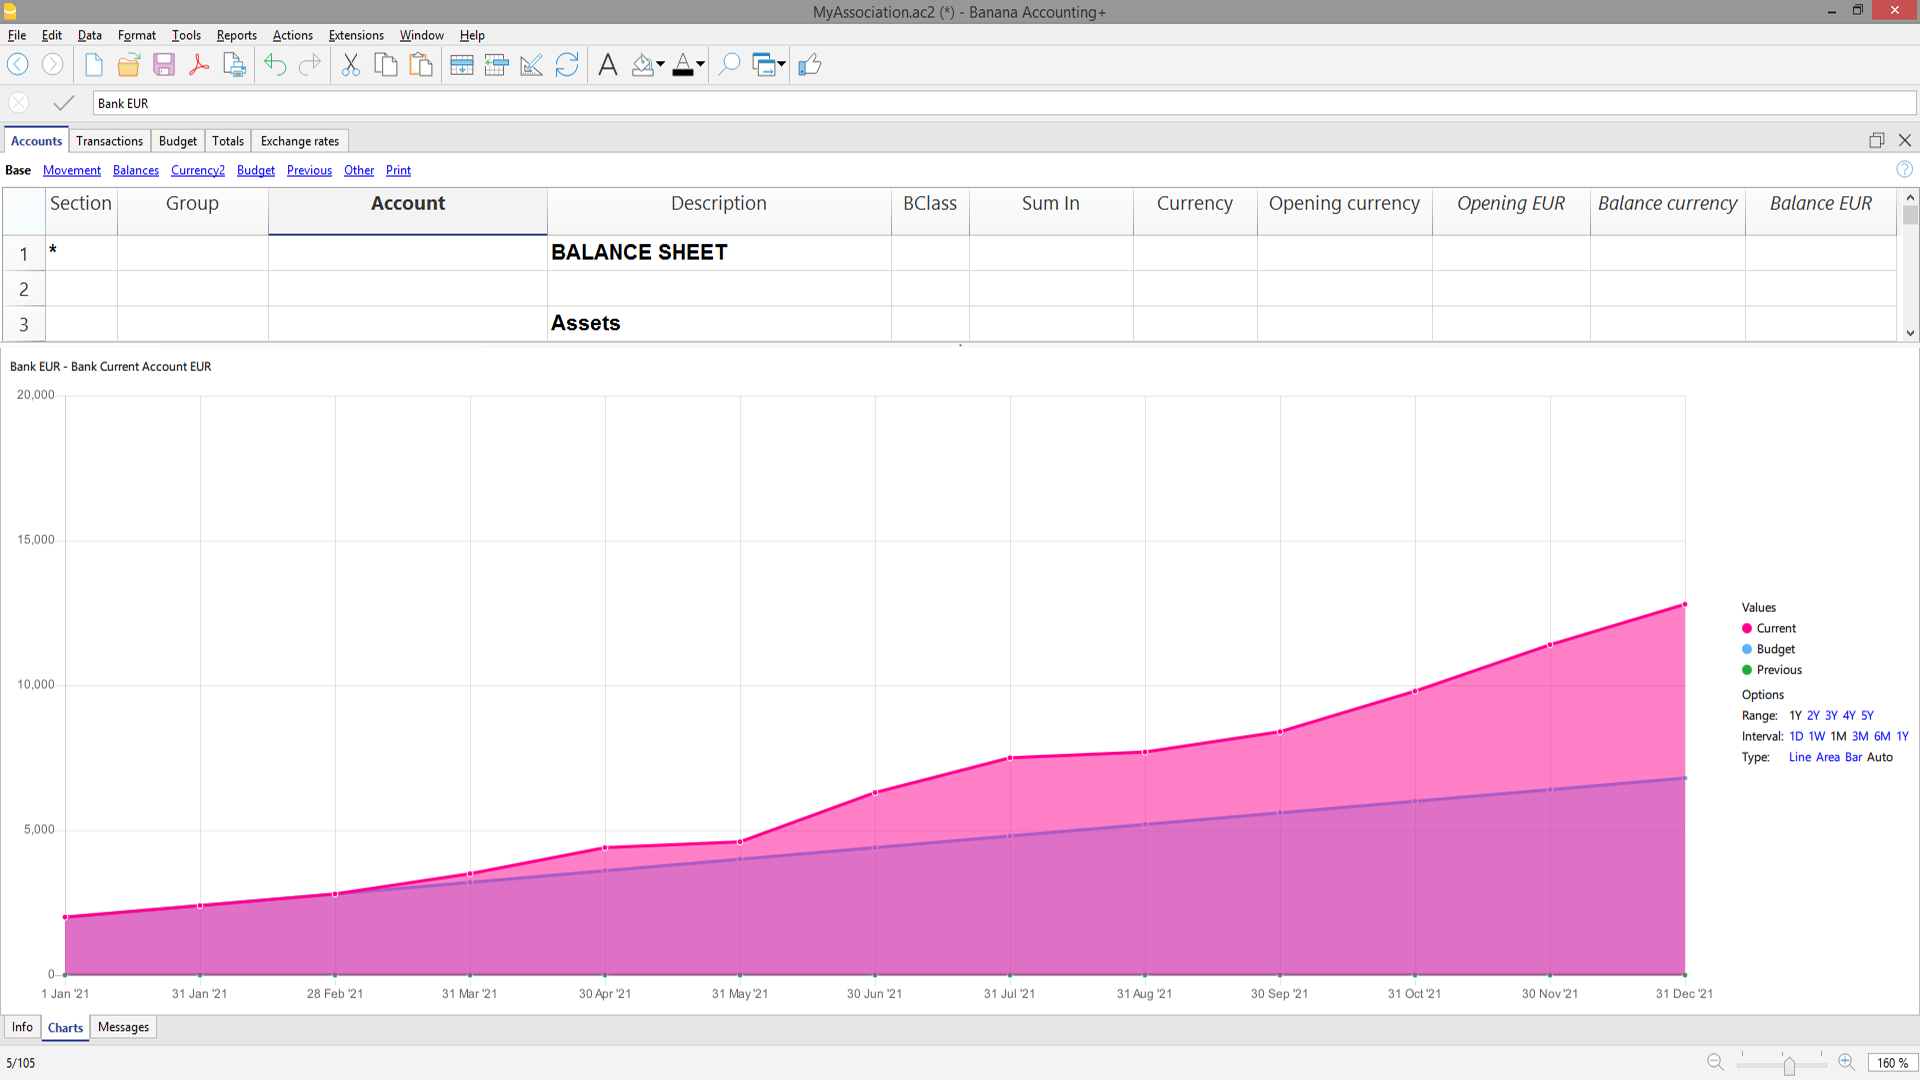 MyAssociation.ac2 (*) - Banana Accounting+
File Edit Data Format Tools Reports Actions Extensions Window Help
Bank EUR
Accounts Transactions Budget Totals Exchange rates
Base Movement Balances Currency2 Budget Previous Other Print
Section Group Account Description BClass Sum In Currency Opening currency Opening EUR Balance currency Balance EUR
1 * BALANCE SHEET
2
3 Assets
Bank EUR - Bank Current Account EUR
20,000
15,000
10,000
5,000
0
1 Jan '21 31 Jan '21 28 Feb '21 31 Mar '21 30 Apr '21 31 May '21 30 Jun '21 31 Jul '21 31 Aug '21 30 Sep '21 31 Oct '21 30 Nov '21 31 Dec '21
Values
Current
Budget
Previous
Options
Range: 1Y 2Y 3Y 4Y 5Y
Interval: 1D 1W 1M 3M 6M 1Y
Type: Line Area Bar Auto
Info Charts Messages
5/105
160 %